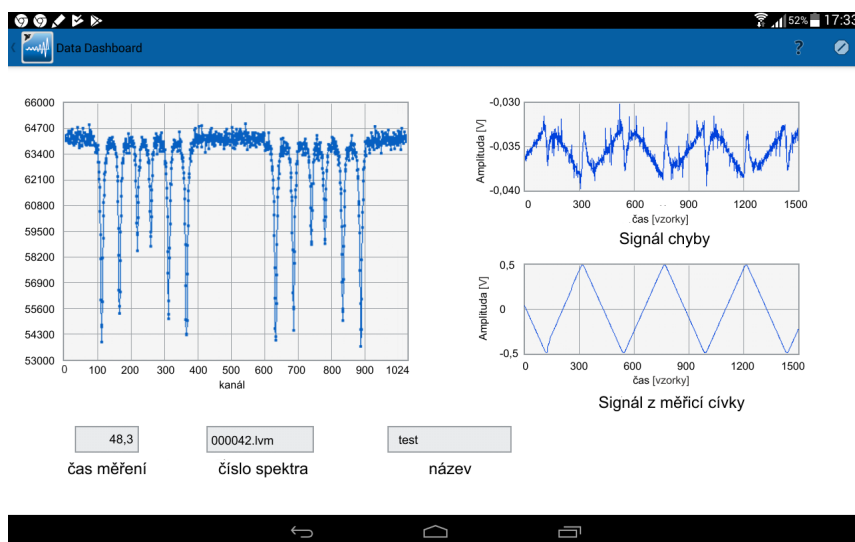 52% 17:33
Data Dashboard ?
66000
64700
63400
62100
60800
59500
58200
56900
55600
54300
53000
0 100 200 300 400 500 600 700 800 900 1024
kanál
-0,030
-0,035
-0,040
Amplituda [V]
0 300 600 900 1200 1500
čas [vzorky]
Signál chyby
0,5
0
-0,5
Amplituda [V]
0 300 600 900 1200 1500
čas [vzorky]
Signál z měřicí cívky
48,3 000042.lvm test
čas měření číslo spektra název